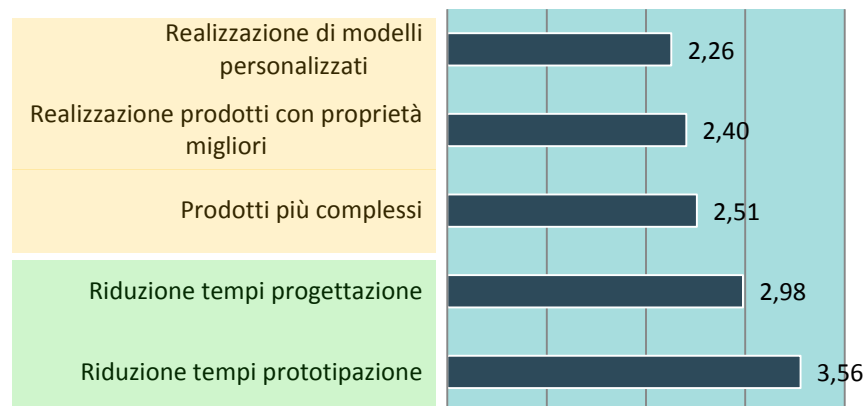 Realizzazione di modelli
personalizzati
2,26
Realizzazione prodotti con proprietà
migliori
2,40
Prodotti più complessi
2,51
Riduzione tempi progettazione
2,98
Riduzione tempi prototipazione
3,56